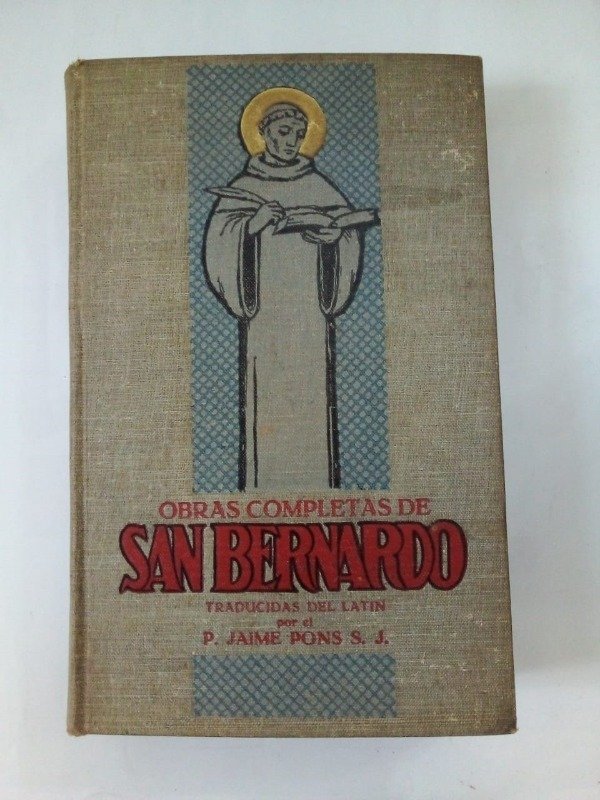 OBRAS COMPLETAS DE
SAN BERNARDO
TRADUCIDAS DEL LATIN
por el
P. JAIME PONS S. J.